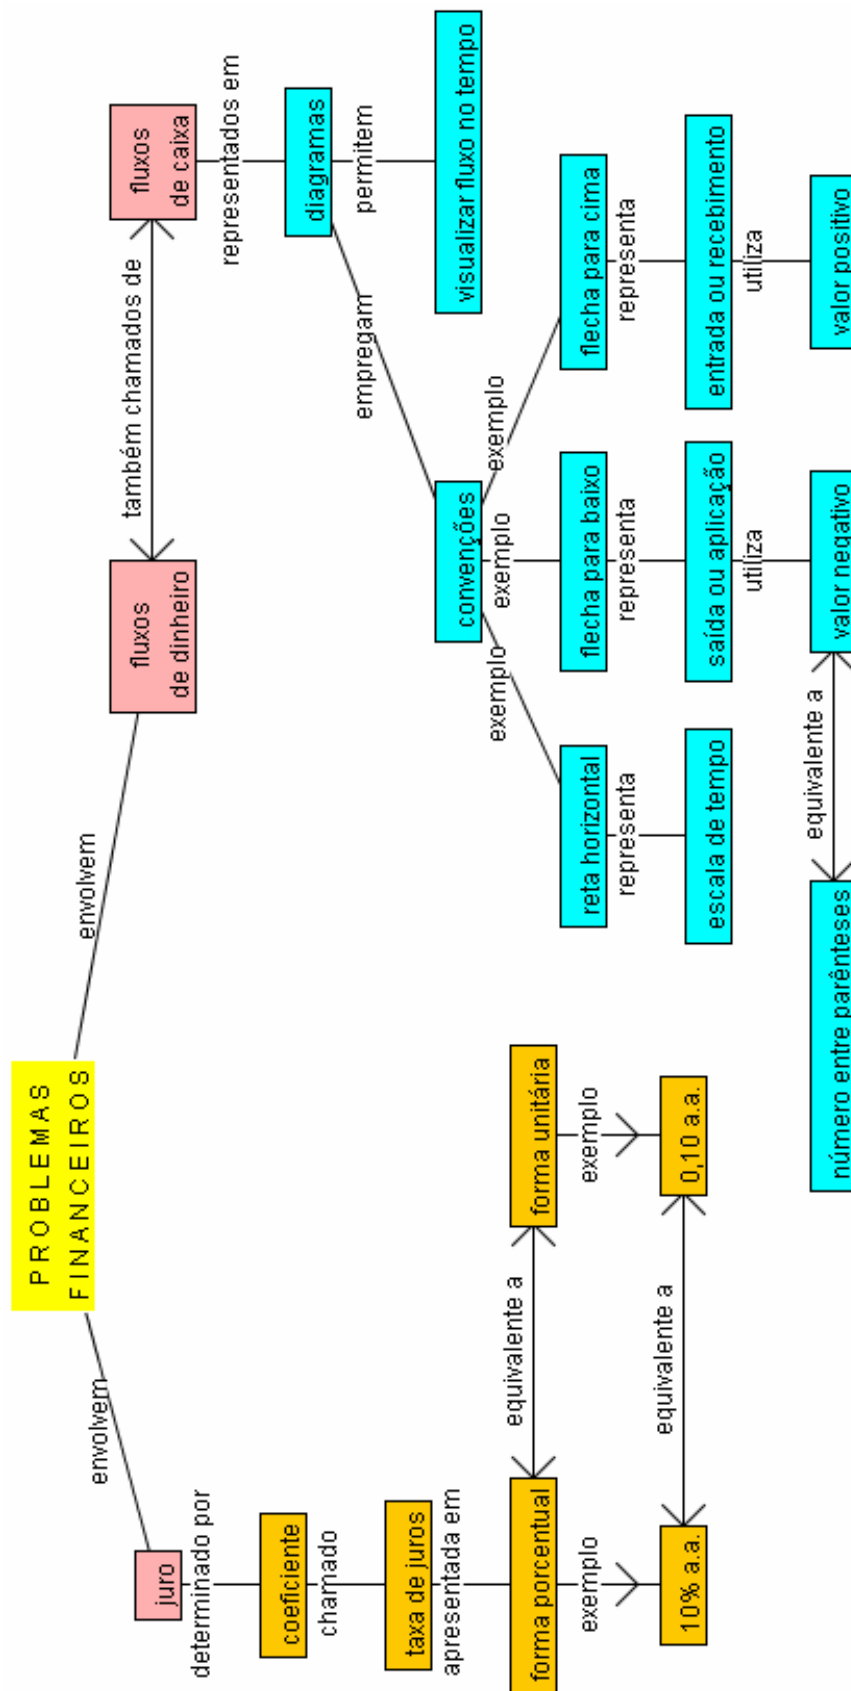 PROBLEMAS
FINANCEIROS
envolvem
envolvem
juro
fluxos
de dinheiro
também chamados de
fluxos
de caixa
determinado por
representados em
coeficiente
diagramas
chamado
empregam
permitem
taxa de juros
convenções
visualizar fluxo no tempo
apresentada em
exemplo
exemplo
exemplo
forma porcentual
equivalente a
forma unitária
reta horizontal
flecha para baixo
flecha para cima
exemplo
exemplo
representa
representa
representa
10% a.a.
equivalente a
0,10 a.a.
escala de tempo
saída ou aplicação
entrada ou recebimento
utiliza
utiliza
número entre parênteses
equivalente a
valor negativo
valor positivo